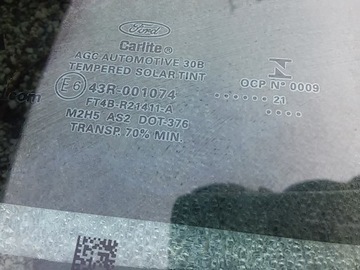 Ford
Carlite®
AGC AUTOMOTIVE 30B
TEMPERED SOLAR TINT
E6 43R-001074
FT4B-R21411-A
M2H5 AS2 DOT-376
TRANSP. 70% MIN.
N
OCP Nº 0009
•••••• 21
••••
.com